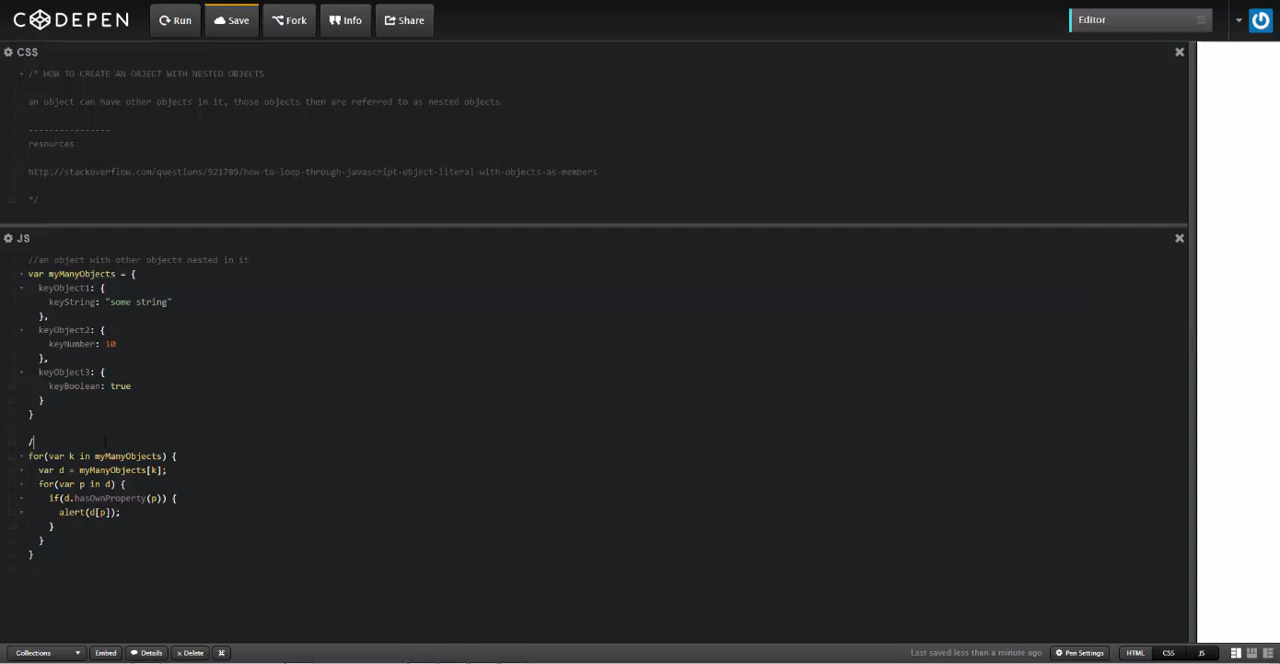 CODEPEN
Run
Save
Fork
Info
Share
Editor
CSS
/* HOW TO CREATE AN OBJECT WITH NESTED OBJECTS
an object can have other objects in it, those objects then are referred to as nested objects
----------------
resources:
http://stackoverflow.com/questions/921789/how-to-loop-through-javascript-object-literal-with-objects-as-members
*/
JS
//an object with other objects nested in it
var myManyObjects = {
keyObject1: {
keyString: "some string"
},
keyObject2: {
keyNumber: 10
},
keyObject3: {
keyBoolean: true
}
}
/
for(var k in myManyObjects) {
var d = myManyObjects[k];
for(var p in d) {
if(d.hasOwnProperty(p)) {
alert(d[p]);
}
}
}
Collections
Embed
Details
x Delete
⌘
Last saved less than a minute ago
Pen Settings
HTML
CSS
JS